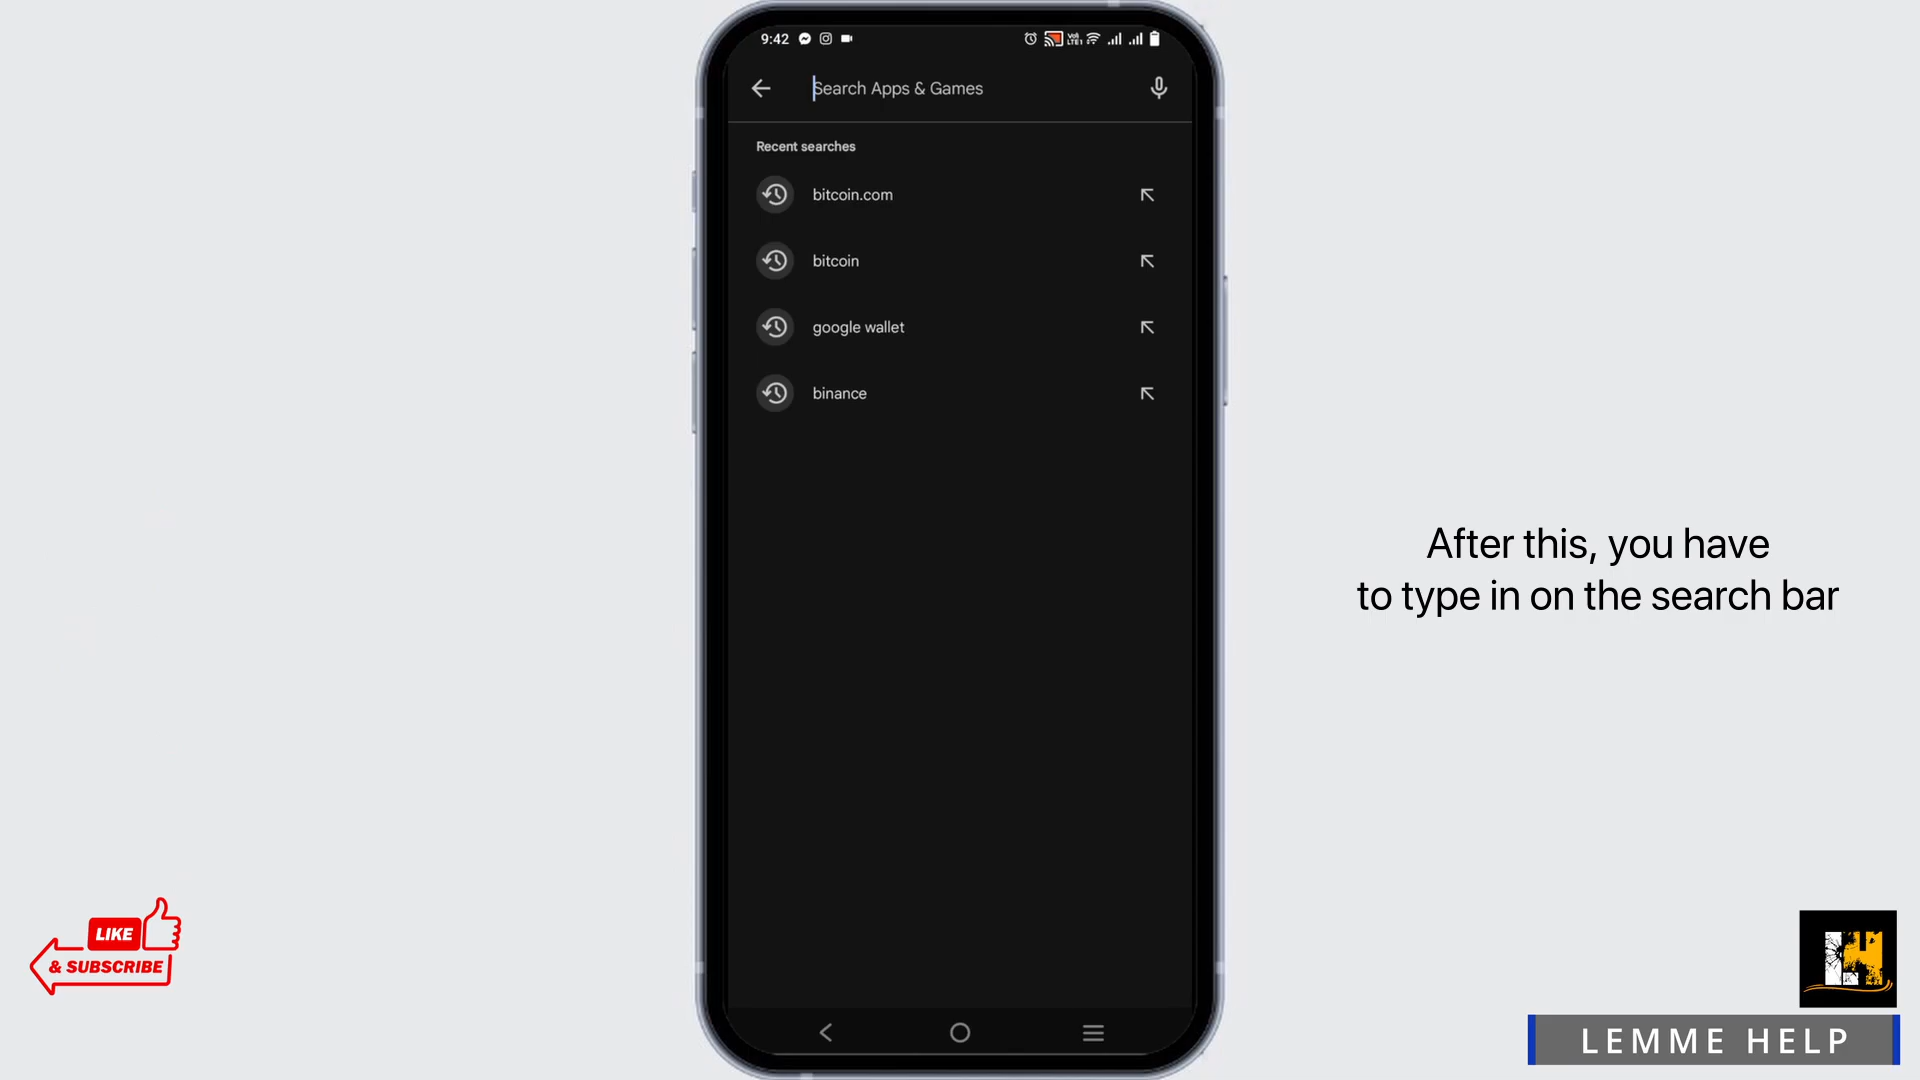 9:42
Search Apps & Games
Recent searches
bitcoin.com
bitcoin
google wallet
binance
After this, you have
to type in on the search bar
LIKE
& SUBSCRIBE
LH
LEMME HELP